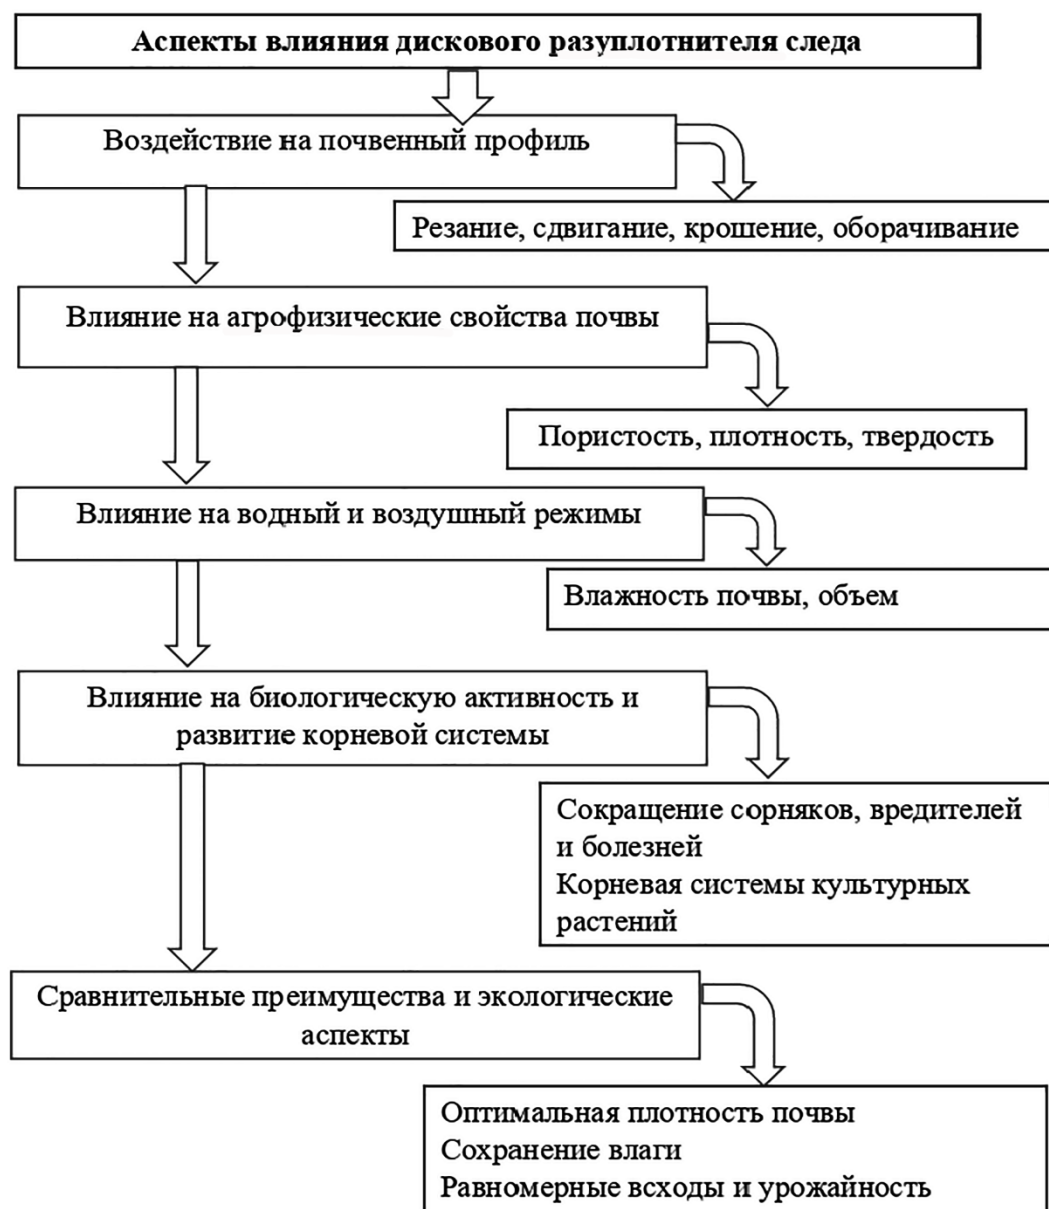 Аспекты влияния дискового разуплотнителя следа
Воздействие на почвенный профиль
Резание, сдвигание, крошение, оборачивание
Влияние на агрофизические свойства почвы
Пористость, плотность, твердость
Влияние на водный и воздушный режимы
Влажность почвы, объем
Влияние на биологическую активность и
развитие корневой системы
Сокращение сорняков, вредителей
и болезней
Корневая системы культурных
растений
Сравнительные преимущества и экологические
аспекты
Оптимальная плотность почвы
Сохранение влаги
Равномерные всходы и урожайность